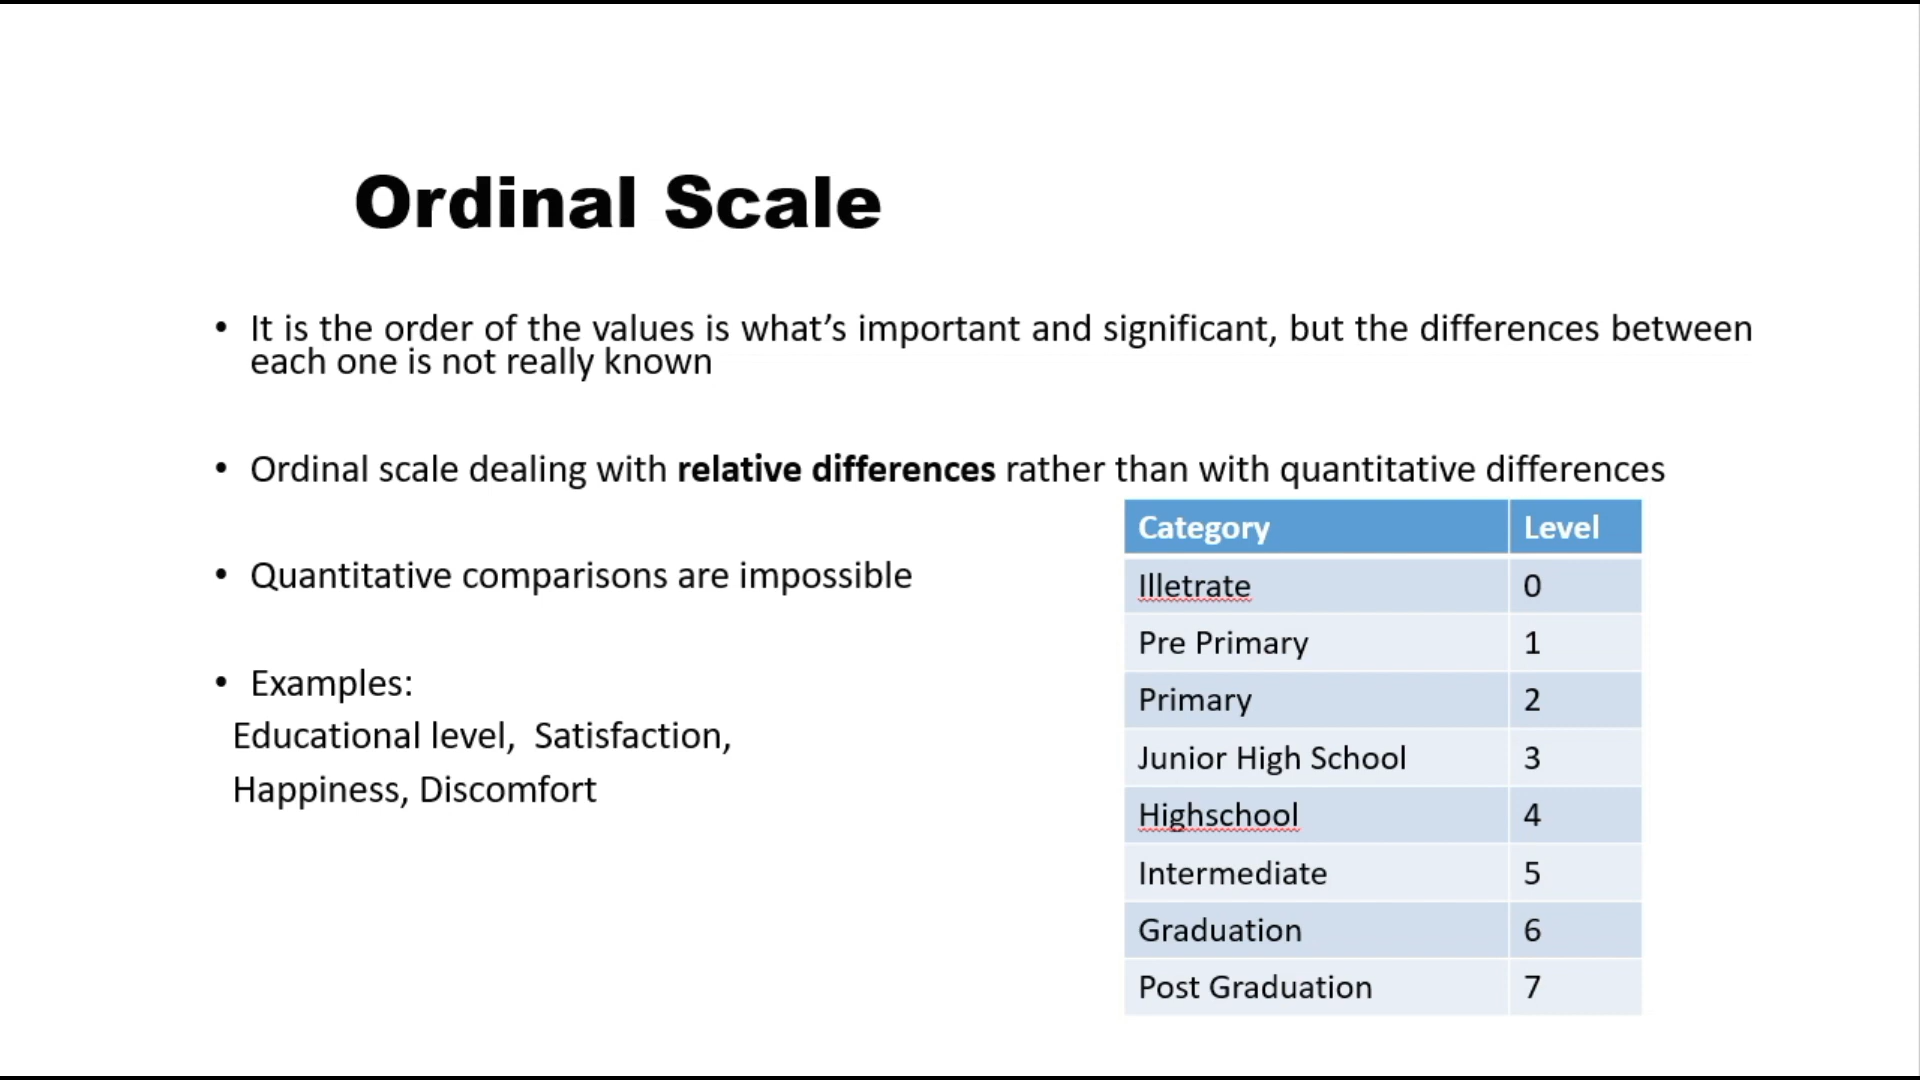 Ordinal Scale
• It is the order of the values is what’s important and significant, but the differences between
each one is not really known
• Ordinal scale dealing with relative differences rather than with quantitative differences
• Quantitative comparisons are impossible
• Examples:
Educational level, Satisfaction,
Happiness, Discomfort
Category Level
Illetrate 0
Pre Primary 1
Primary 2
Junior High School 3
Highschool 4
Intermediate 5
Graduation 6
Post Graduation 7